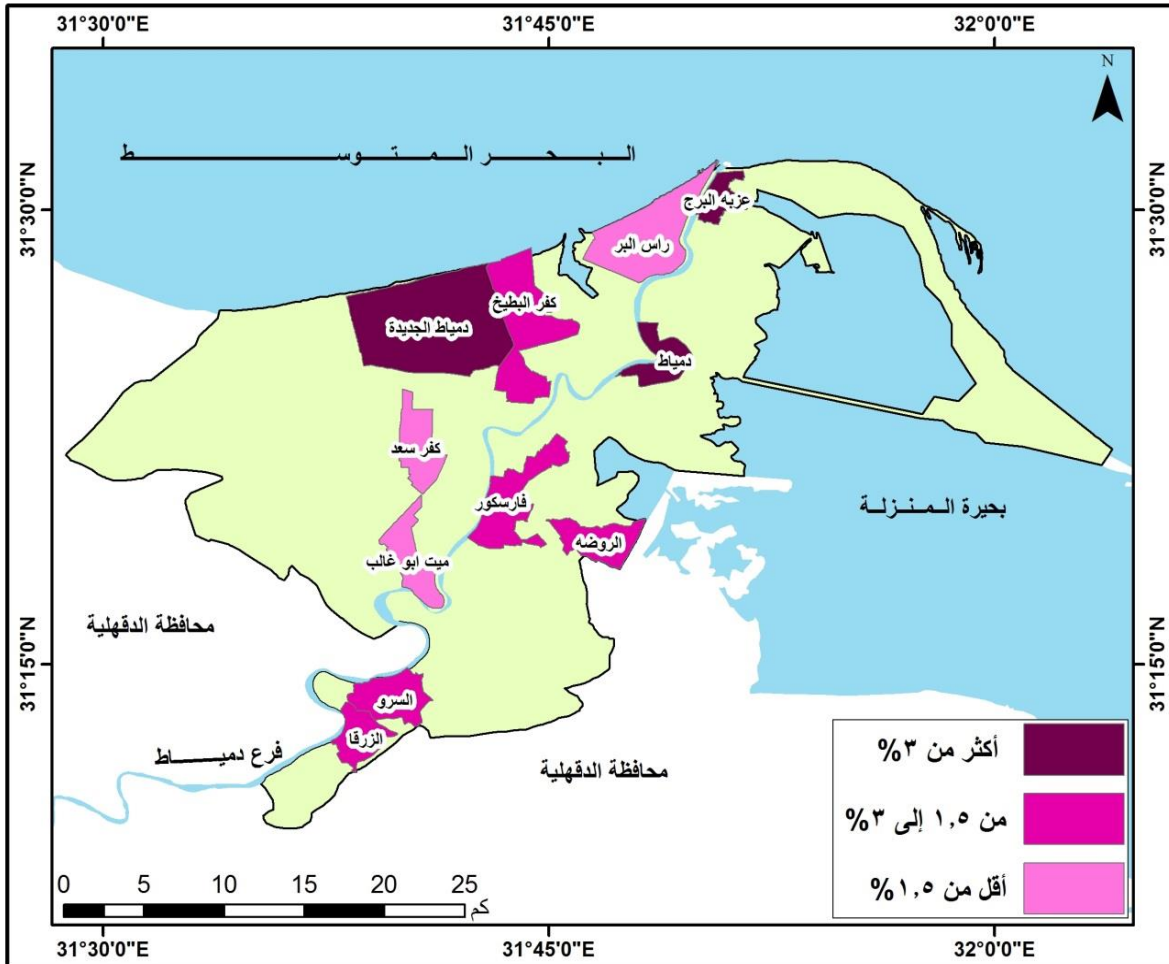 31°30'0"E
31°45'0"E
32°0'0"E
N
البحر المتوسط
31°30'0"N
31°30'0"N
عزبه البرج
راس البر
كفر البطيخ
دمياط الجديدة
دمياط
كفر سعد
فارسكور
بحيرة المنزلة
الروضه
ميت ابو غالب
محافظة الدقهلية
31°15'0"N
31°15'0"N
السرو
الزرقا
فرع دمياط
محافظة الدقهلية
أكثر من ٣%
من ١,٥ إلى ٣%
أقل من ١,٥%
0 5 10 15 20 25
كم
31°30'0"E
31°45'0"E
32°0'0"E